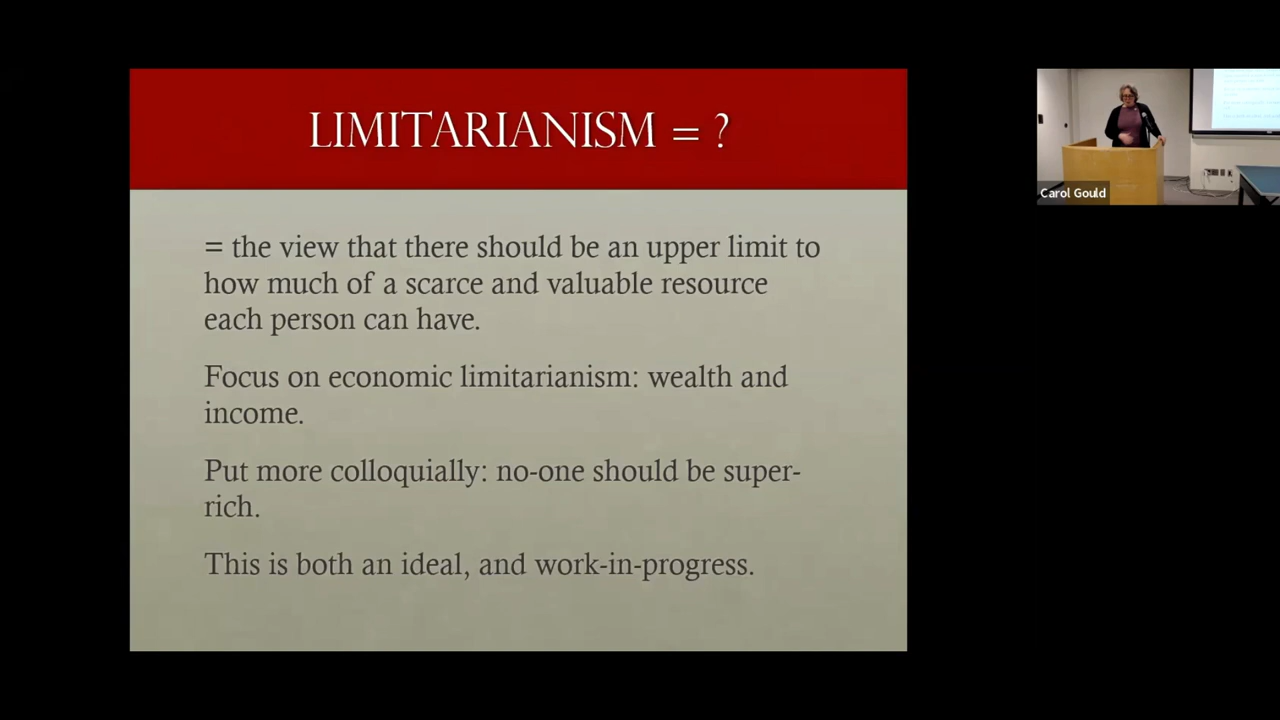 LIMITARIANISM = ?
= the view that there should be an upper limit to
how much of a scarce and valuable resource
each person can have.
Focus on economic limitarianism: wealth and
income.
Put more colloquially: no-one should be super-
rich.
This is both an ideal, and work-in-progress.
Carol Gould